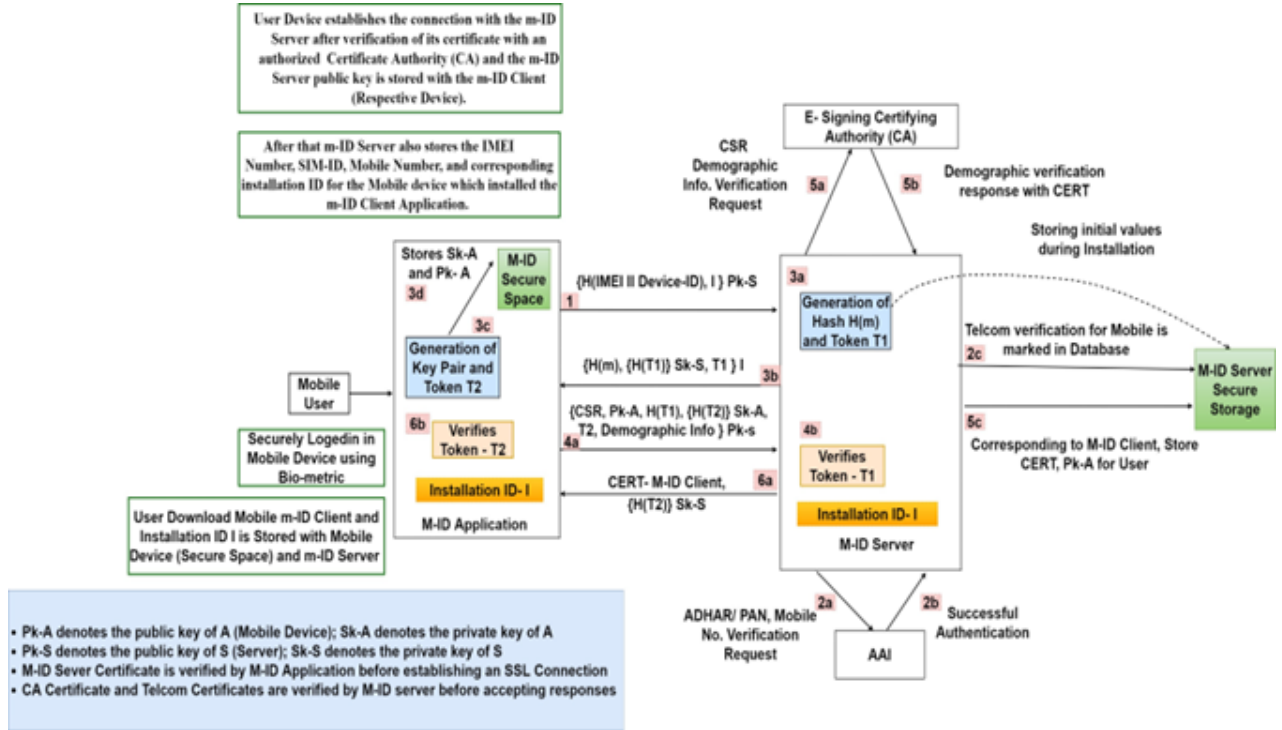 User Device establishes the connection with the m-ID
Server after verification of its certificate with an
authorized Certificate Authority (CA) and the m-ID
Server public key is stored with the m-ID Client
(Respective Device).
After that m-ID Server also stores the IMEI
Number, SIM-ID, Mobile Number, and corresponding
installation ID for the Mobile device which installed the
m-ID Client Application.
E- Signing Certifying
Authority (CA)
CSR
Demographic
Info. Verification
Request
5a
5b
Demographic verification
response with CERT
Storing initial values
during Installation
Stores Sk-A
and Pk- A
3d
M-ID
Secure
Space
3c
Generation of
Key Pair and
Token T2
Mobile
User
6b
Verifies
Token - T2
Installation ID- I
M-ID Application
1
{H(IMEI II Device-ID), I } Pk-S
{H(m), {H(T1)} Sk-S, T1 } I
3b
{CSR, Pk-A, H(T1), {H(T2)} Sk-A,
T2, Demographic Info } Pk-s
4a
CERT- M-ID Client,
{H(T2)} Sk-S
6a
3a
Generation of
Hash H(m)
and Token T1
4b
Verifies
Token - T1
Installation ID- I
M-ID Server
Telcom verification for Mobile is
marked in Database
2c
M-ID Server
Secure
Storage
5c
Corresponding to M-ID Client, Store
CERT, Pk-A for User
Securely Logedin in
Mobile Device using
Bio-metric
User Download Mobile m-ID Client and
Installation ID I is Stored with Mobile
Device (Secure Space) and m-ID Server
ADHAR/ PAN, Mobile
No. Verification
Request
2a
2b
Successful
Authentication
AAI
• Pk-A denotes the public key of A (Mobile Device); Sk-A denotes the private key of A
• Pk-S denotes the public key of S (Server); Sk-S denotes the private key of S
• M-ID Sever Certificate is verified by M-ID Application before establishing an SSL Connection
• CA Certificate and Telcom Certificates are verified by M-ID server before accepting responses